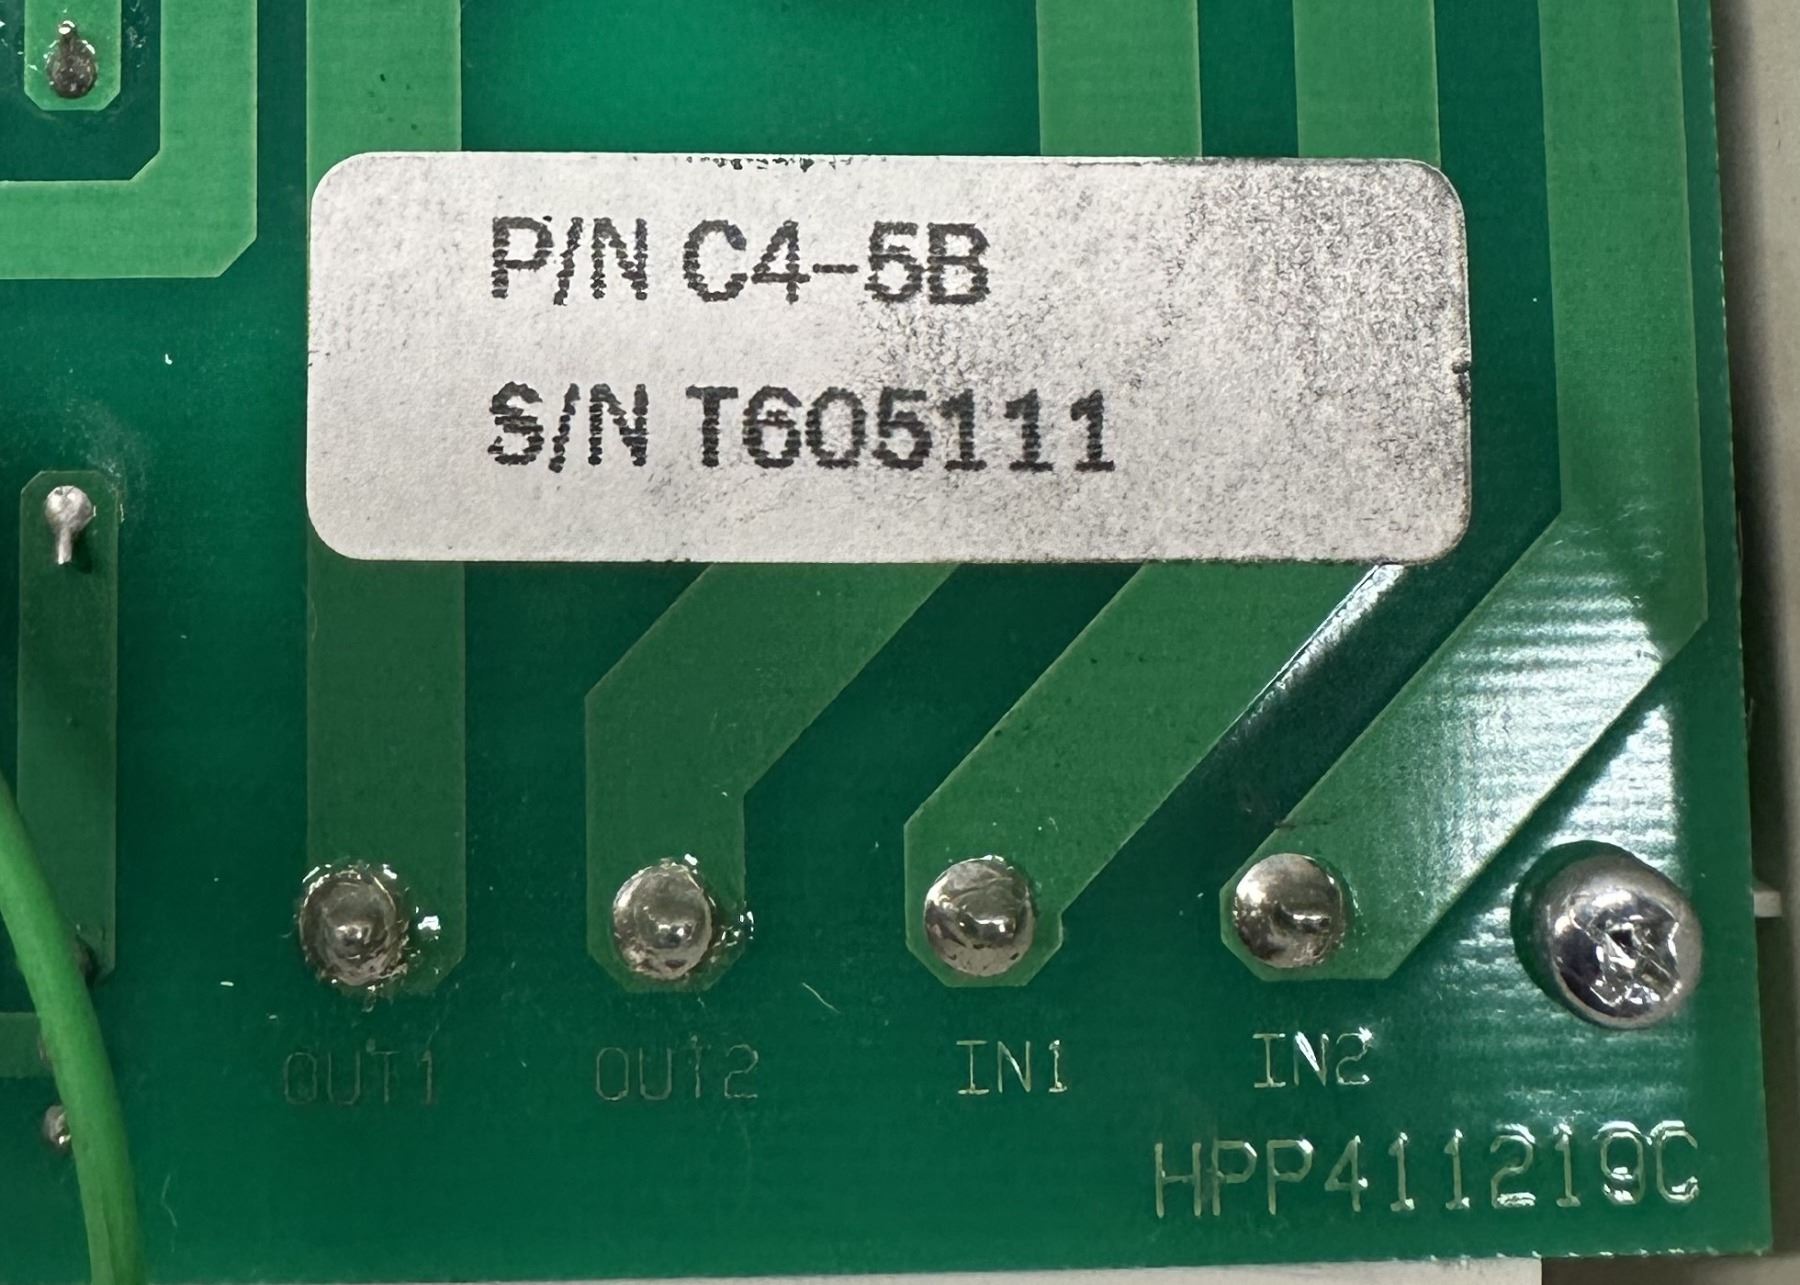 P/N C4-5B
S/N T605111
OUT1 OUT2 IN1 IN2
HPP411219C